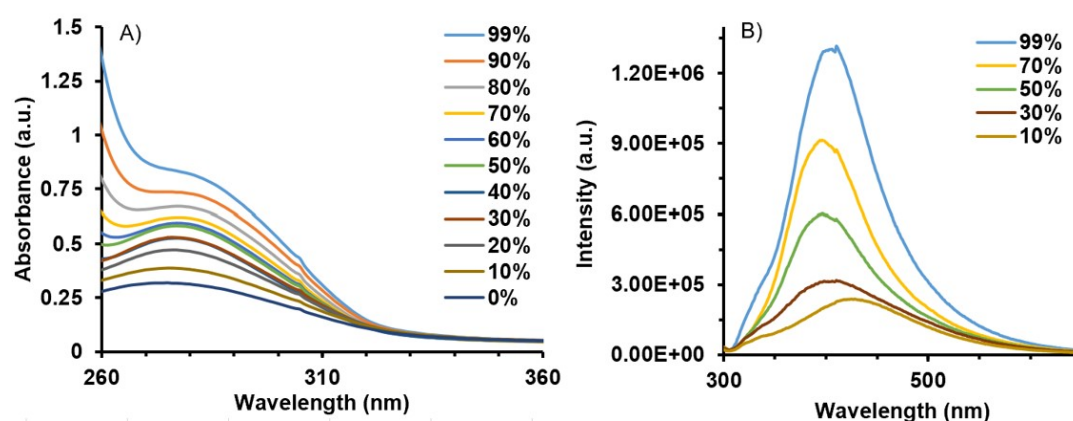 A)
Absorbance (a.u.)
1.5
1.25
1
0.75
0.5
0.25
0
260
310
360
Wavelength (nm)
99%
90%
80%
70%
60%
50%
40%
30%
20%
10%
0%
B)
Intensity (a.u.)
1.20E+06
9.00E+05
6.00E+05
3.00E+05
0.00E+00
300
500
Wavelength (nm)
99%
70%
50%
30%
10%